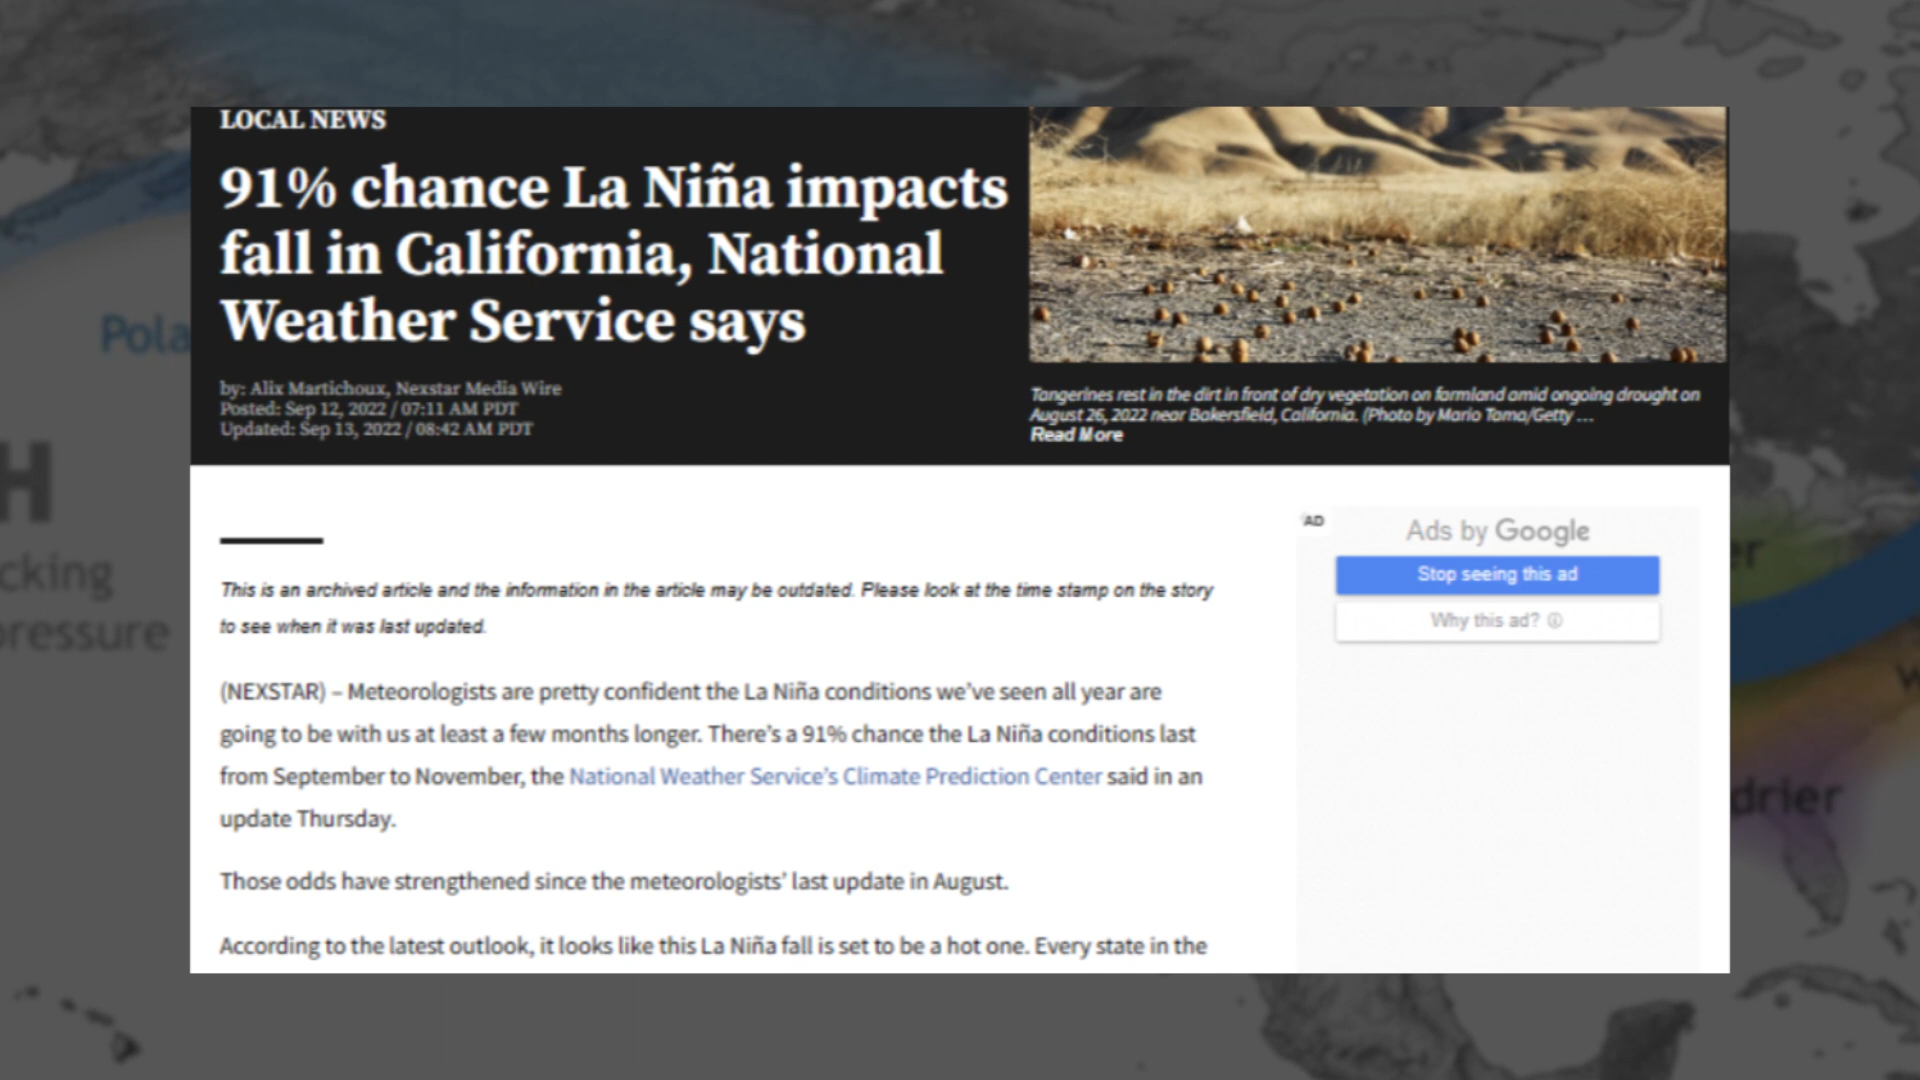 LOCAL NEWS
91% chance La Niña impacts
fall in California, National
Weather Service says
by: Alix Martichoux, Nexstar Media Wire
Posted: Sep 12, 2022 / 07:11 AM PDT
Updated: Sep 13, 2022 / 08:42 AM PDT
Tangerines rest in the dirt in front of dry vegetation on farmland amid ongoing drought on
August 26, 2022 near Bakersfield, California. (Photo by Mario Tama/Getty ...
Read More
This is an archived article and the information in the article may be outdated. Please look at the time stamp on the story
to see when it was last updated.
(NEXSTAR) – Meteorologists are pretty confident the La Niña conditions we’ve seen all year are
going to be with us at least a few months longer. There’s a 91% chance the La Niña conditions last
from September to November, the National Weather Service’s Climate Prediction Center said in an
update Thursday.
Those odds have strengthened since the meteorologists’ last update in August.
According to the latest outlook, it looks like this La Niña fall is set to be a hot one. Every state in the
AD
Ads by Google
Stop seeing this ad
Why this ad?
Pola
H
cking
pressure
er
drier